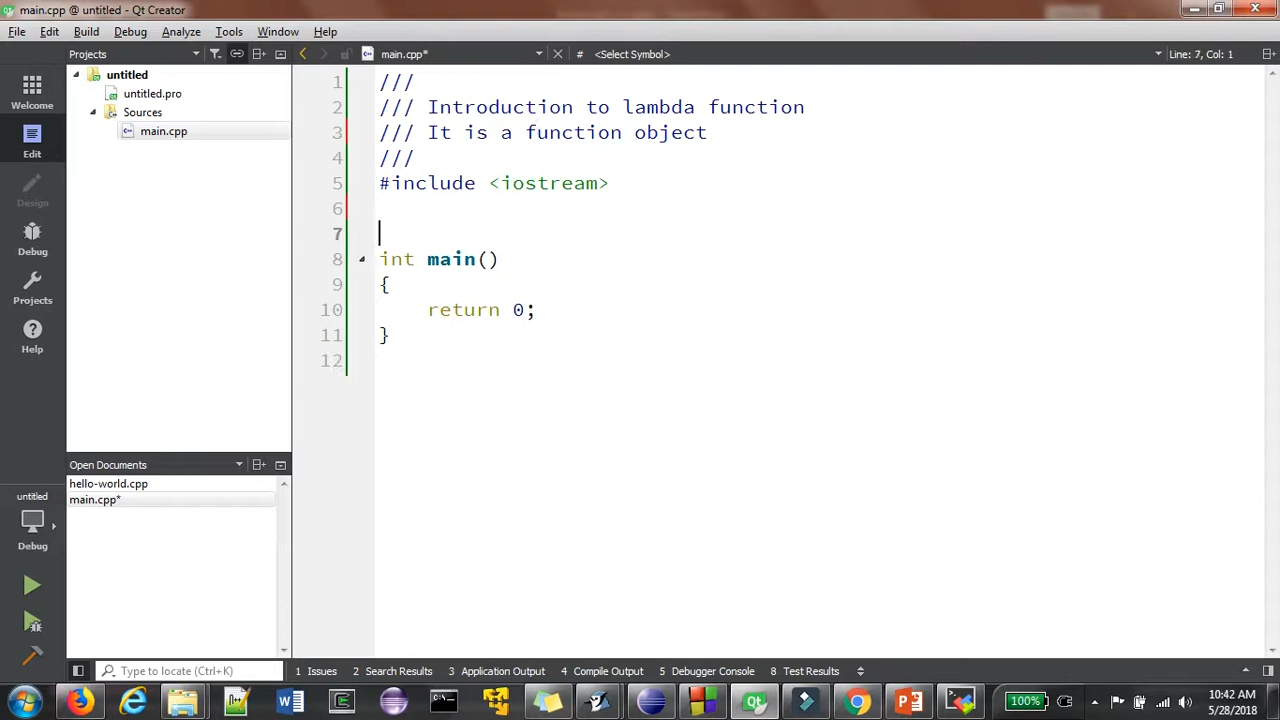 main.cpp @ untitled - Qt Creator
File Edit Build Debug Analyze Tools Window Help
Projects
main.cpp*
# <Select Symbol>
Line: 7, Col: 1
Welcome
Edit
Design
Debug
Projects
Help
untitled
untitled.pro
Sources
main.cpp
1 ///
2 /// Introduction to lambda function
3 /// It is a function object
4 ///
5 #include <iostream>
6
7
8 int main()
9 {
10 return 0;
11 }
12
Open Documents
hello-world.cpp
main.cpp*
untitled
Debug
Type to locate (Ctrl+K)
1 Issues 2 Search Results 3 Application Output 4 Compile Output 5 Debugger Console 8 Test Results
100%
10:42 AM
5/28/2018